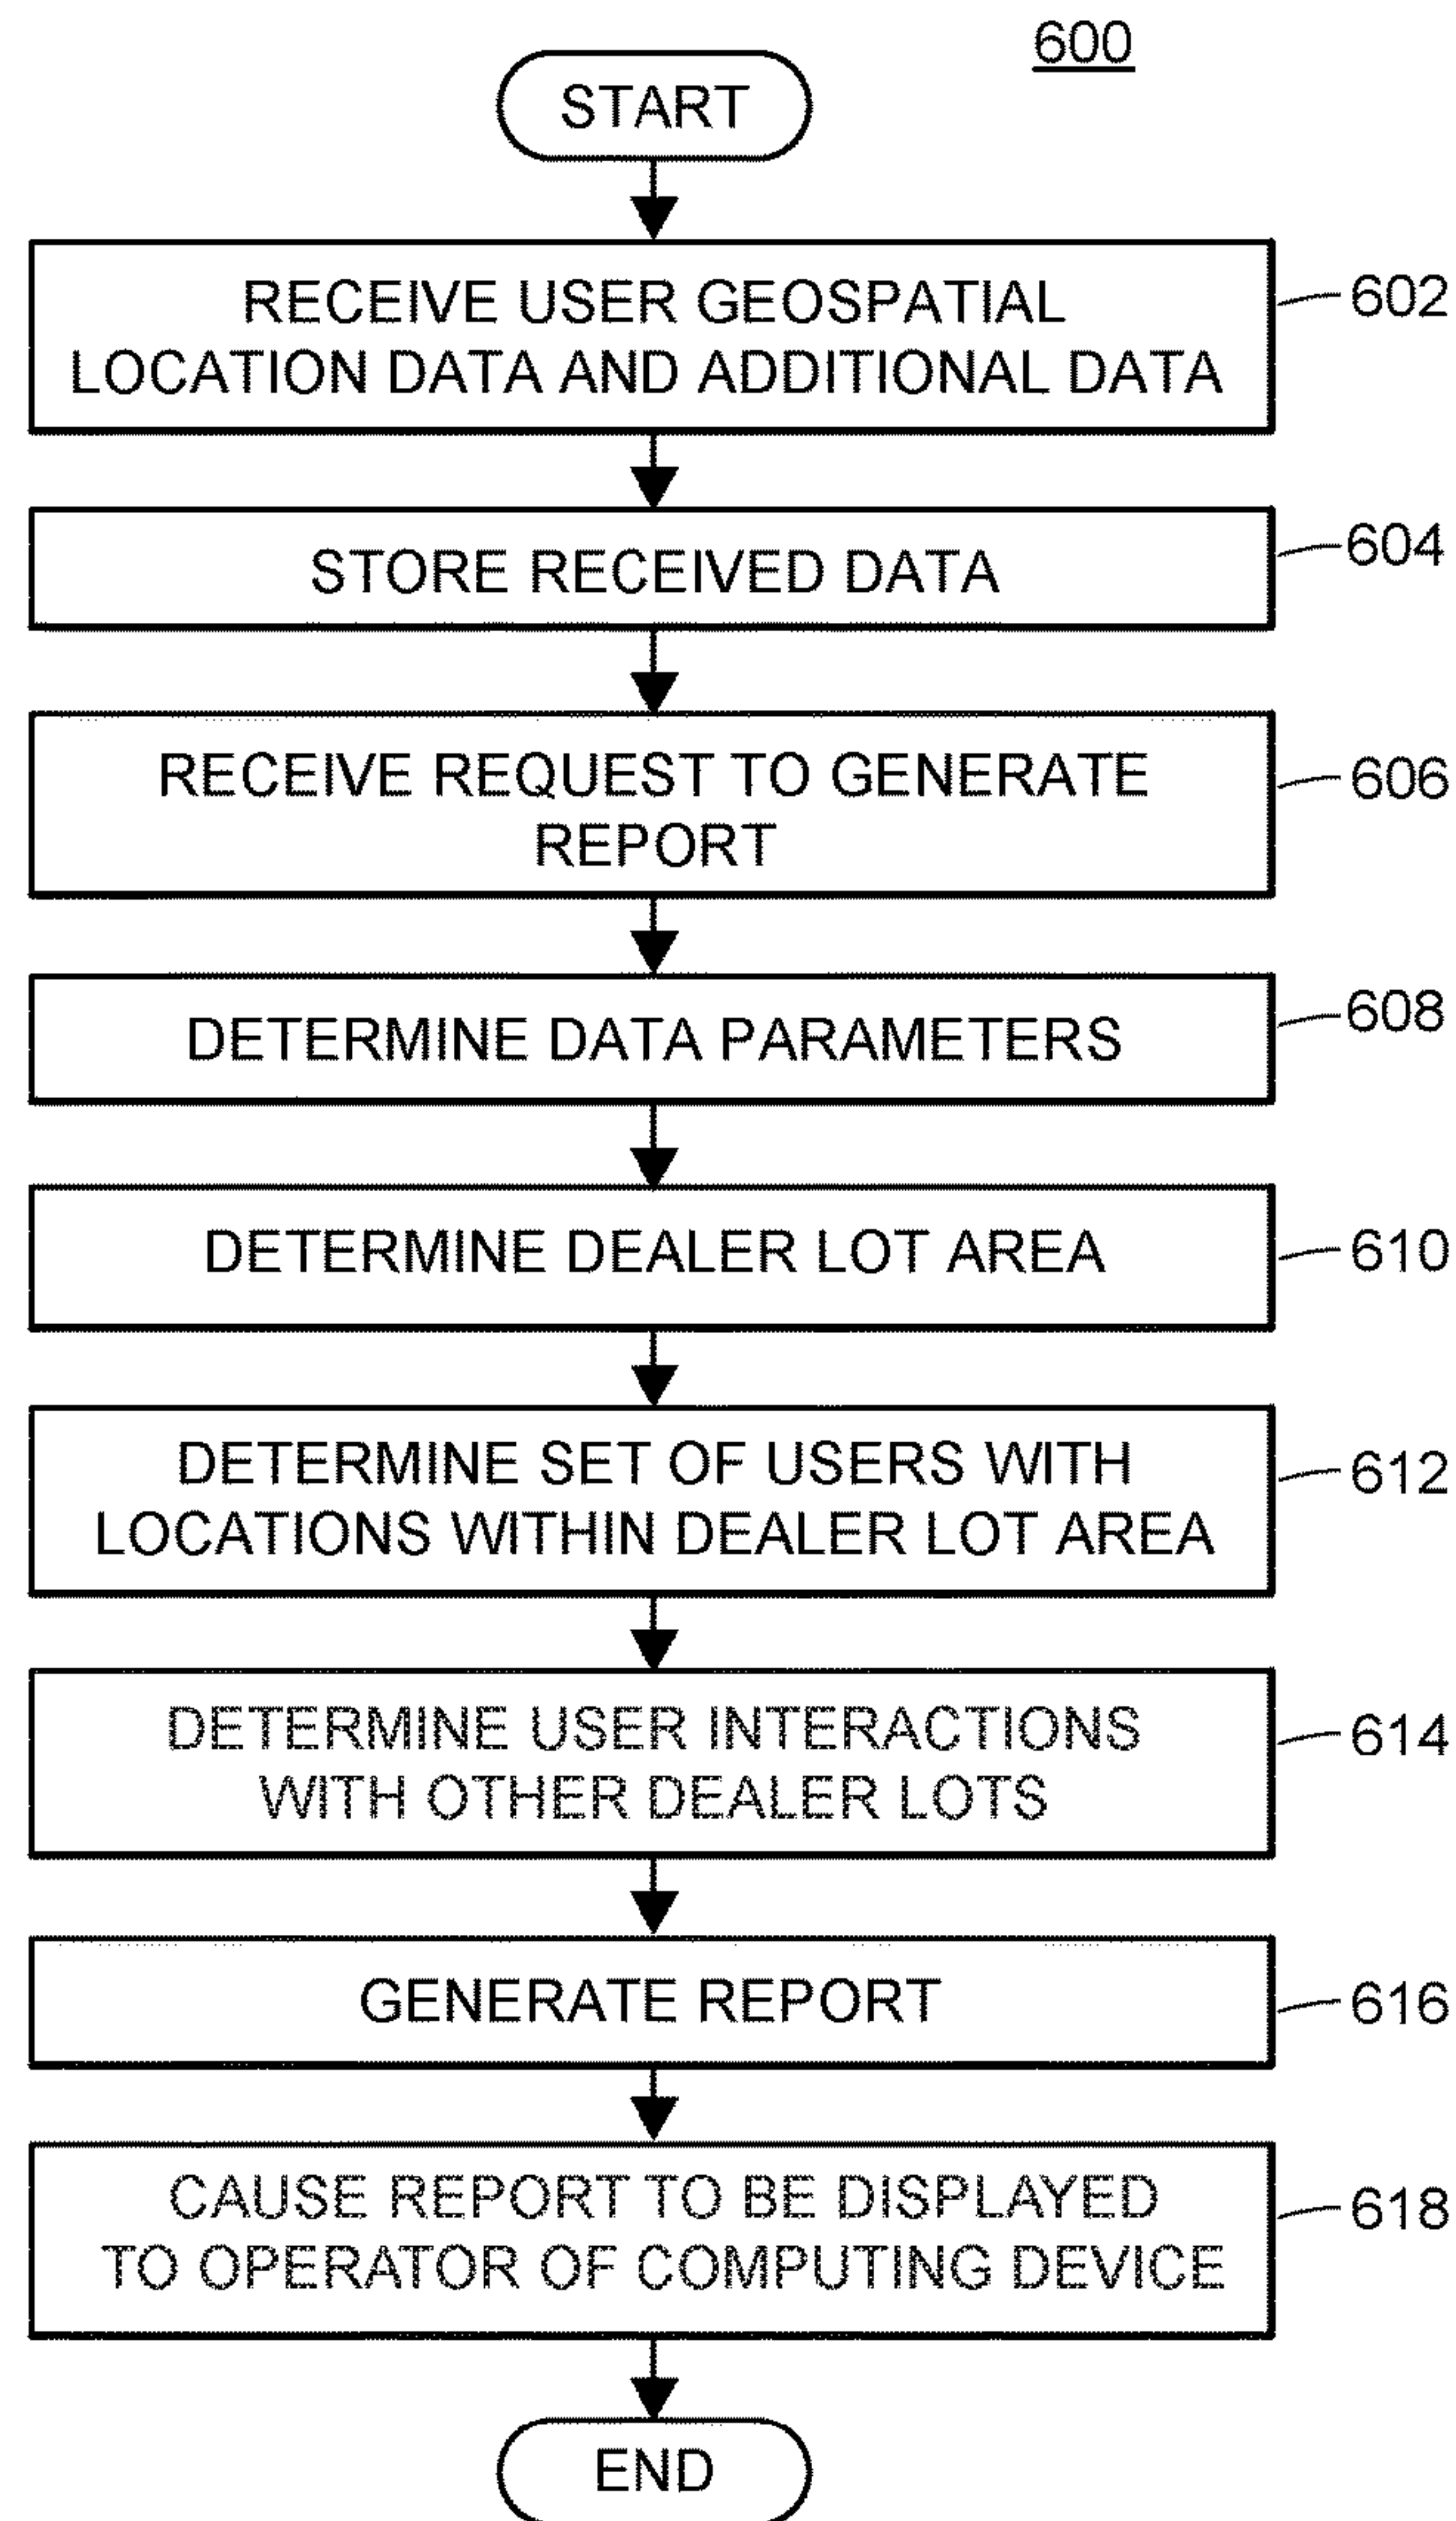 600
START
RECEIVE USER GEOSPATIAL
LOCATION DATA AND ADDITIONAL DATA
602
STORE RECEIVED DATA
604
RECEIVE REQUEST TO GENERATE
REPORT
606
DETERMINE DATA PARAMETERS
608
DETERMINE DEALER LOT AREA
610
DETERMINE SET OF USERS WITH
LOCATIONS WITHIN DEALER LOT AREA
612
DETERMINE USER INTERACTIONS
WITH OTHER DEALER LOTS
614
GENERATE REPORT
616
CAUSE REPORT TO BE DISPLAYED
TO OPERATOR OF COMPUTING DEVICE
618
END